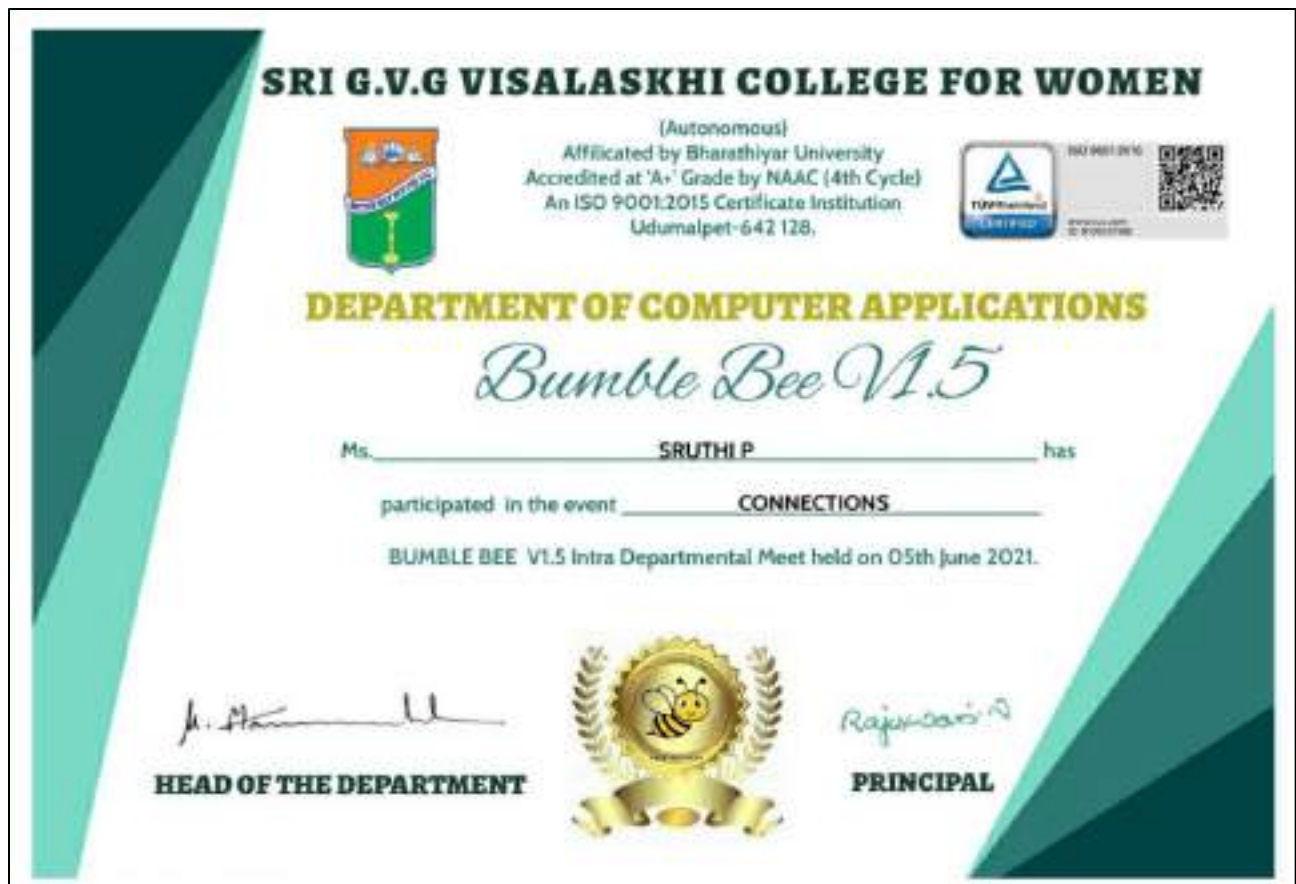 SRI G.V.G VISALASKHI COLLEGE FOR WOMEN
(Autonomous)
Affilicated by Bharathiyar University
Accredited at 'A+' Grade by NAAC (4th Cycle)
An ISO 9001:2015 Certificate Institution
Udumalpet-642 128.
TÜVRheinland
CERTIFIED
DEPARTMENT OF COMPUTER APPLICATIONS
Bumble Bee V1.5
Ms. SRUTHI P has
participated in the event CONNECTIONS
BUMBLE BEE V1.5 Intra Departmental Meet held on 05th June 2021.
HEAD OF THE DEPARTMENT
PRINCIPAL